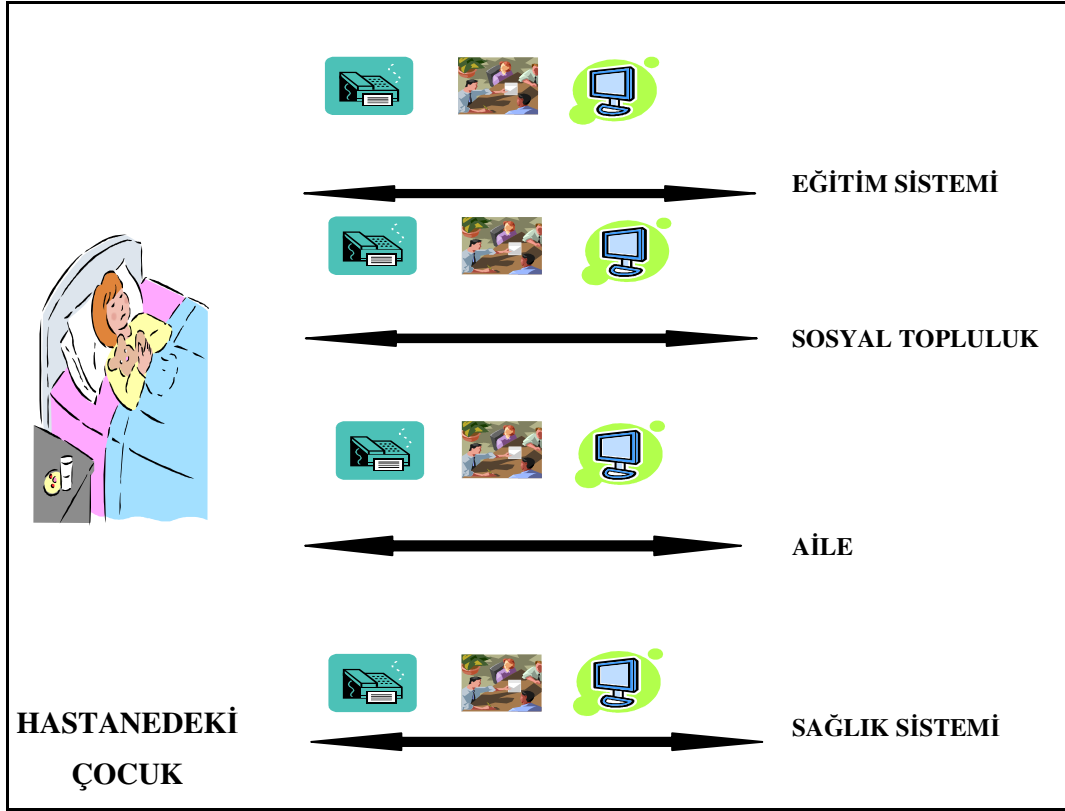 EĞİTİM SİSTEMİ
SOSYAL TOPLULUK
AİLE
SAĞLIK SİSTEMİ
HASTANEDEKİ
ÇOCUK